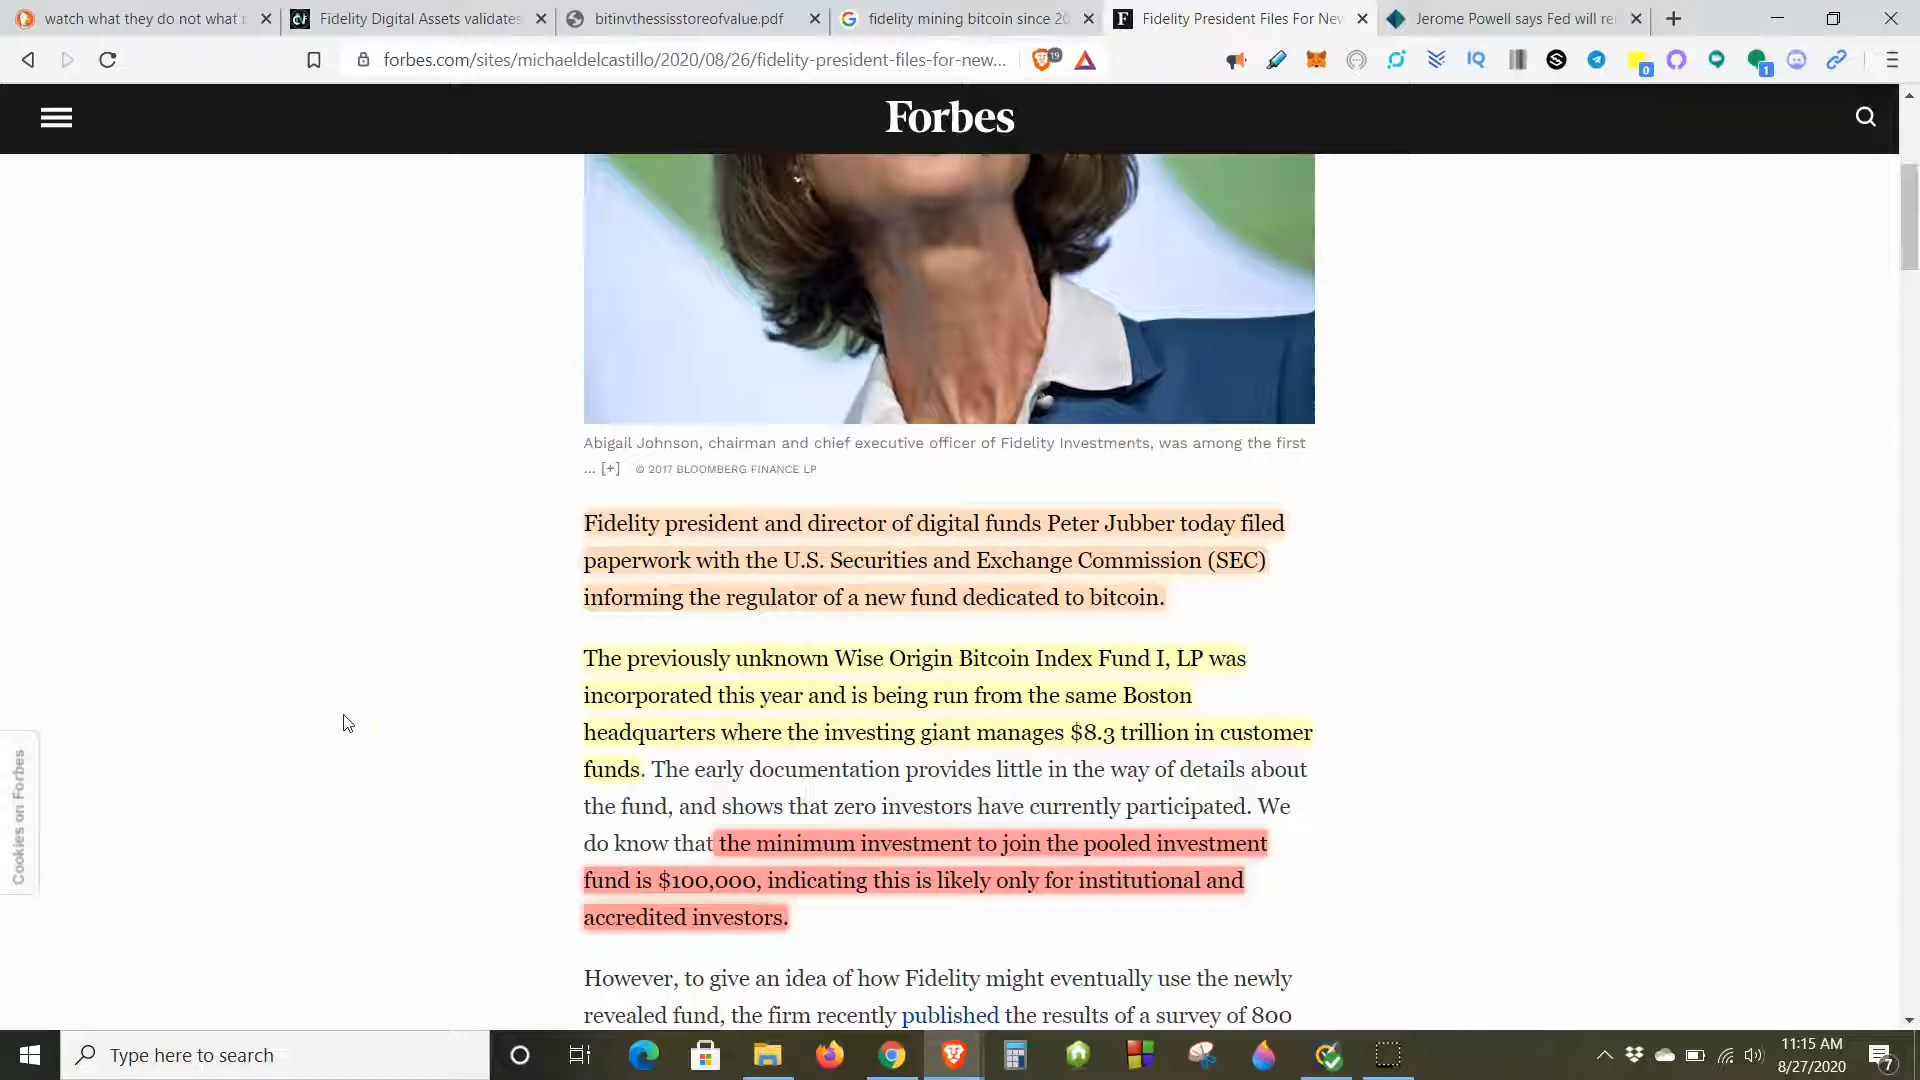 watch what they do not what
Fidelity Digital Assets validates
bitinvthessisstoreofvalue.pdf
fidelity mining bitcoin since 20
Fidelity President Files For New
Jerome Powell says Fed will re
forbes.com/sites/michaeldelcastillo/2020/08/26/fidelity-president-files-for-new...
19
IQ
0
1
Forbes
Abigail Johnson, chairman and chief executive officer of Fidelity Investments, was among the first
... [+] © 2017 BLOOMBERG FINANCE LP
Fidelity president and director of digital funds Peter Jubber today filed
paperwork with the U.S. Securities and Exchange Commission (SEC)
informing the regulator of a new fund dedicated to bitcoin.
The previously unknown Wise Origin Bitcoin Index Fund I, LP was
incorporated this year and is being run from the same Boston
headquarters where the investing giant manages $8.3 trillion in customer
funds. The early documentation provides little in the way of details about
the fund, and shows that zero investors have currently participated. We
do know that the minimum investment to join the pooled investment
fund is $100,000, indicating this is likely only for institutional and
accredited investors.
However, to give an idea of how Fidelity might eventually use the newly
revealed fund, the firm recently published the results of a survey of 800
Cookies on Forbes
Type here to search
11:15 AM
8/27/2020
7